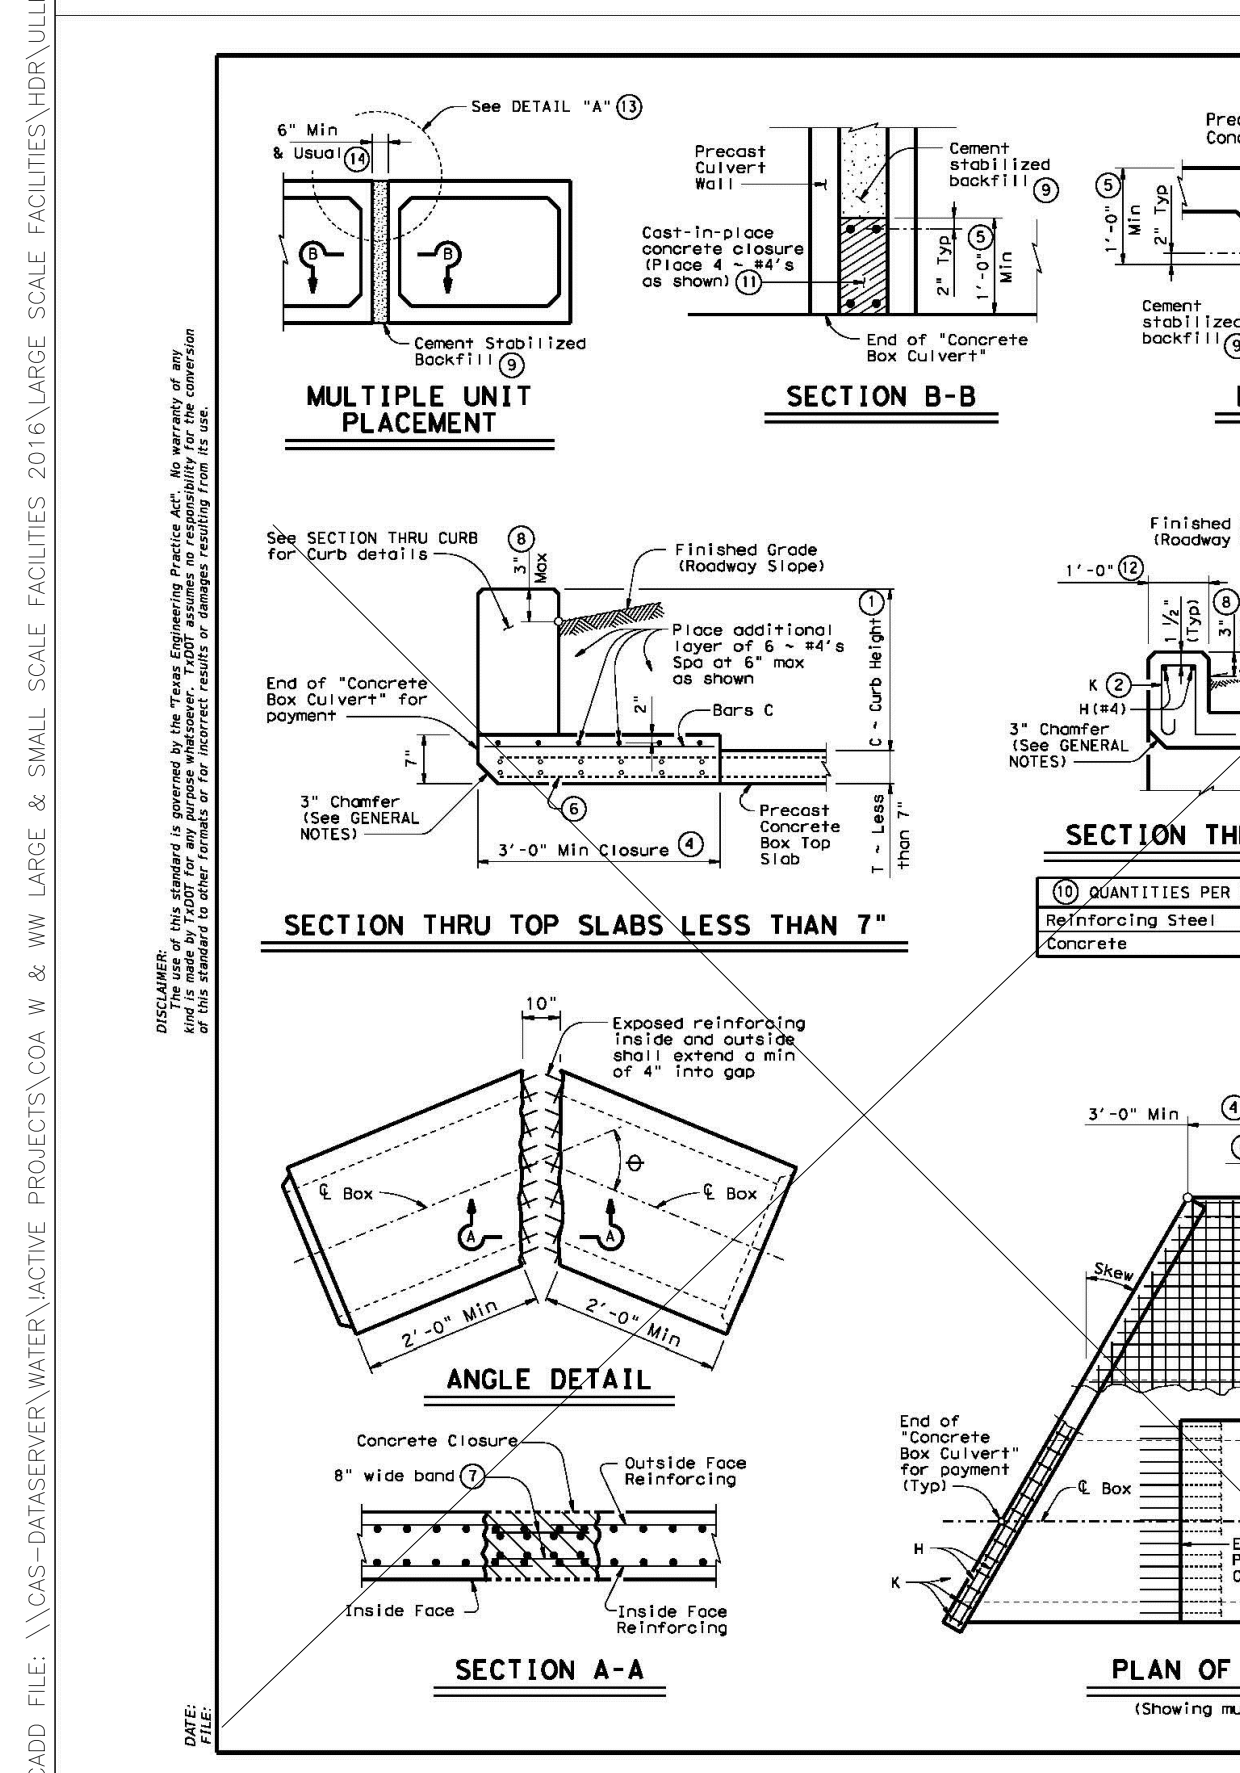 CADD FILE: \\CAS-DATASERVER\WATER\!ACTIVE PROJECTS\COA W & WW LARGE & SMALL SCALE FACILITIES 2016\LARGE SCALE FACILITIES\HDR\
DISCLAIMER:
The use of this standard is governed by the "Texas Engineering Practice Act". No warranty of any
kind is made by TxDOT for any purpose whatsoever. TxDOT assumes no responsibility for the conversion
of this standard to other formats or for incorrect results or damages resulting from its use.
DATE:
FILE:
See DETAIL "A" 13
6" Min
& Usual 14
B
B
Cement Stabilized
Backfill 9
MULTIPLE UNIT
PLACEMENT
Precast
Culvert
Wall
Cement
stabilized
backfill 9
Cast-in-place
concrete closure
(Place 4 ~ #4's
as shown) 11
2" Typ
5
1'-0"
Min
End of "Concrete
Box Culvert"
SECTION B-B
5
1'-0"
Min
2" Typ
Cement
backfill
See SECTION THRU CURB
for Curb details
8
3"
Max
Finished Grade
(Roadway Slope)
1
C ~ Curb Height
Place additional
layer of 6 ~ #4's
Spa at 6" max
as shown
End of "Concrete
Box Culvert" for
payment
2"
Bars C
7"
6
3" Chamfer
(See GENERAL
NOTES)
Precast
Concrete
Box Top
Slab
T ~ Less
than 7"
3'-0" Min Closure 4
SECTION THRU TOP SLABS LESS THAN 7"
Finished
(Roadway
1'-0" 12
1 1/2"
(Typ)
8
3"
K 2
H(#4)
3" Chamfer
(See GENERAL
NOTES)
SECTION
10 QUANTITIES PER
Reinforcing Steel
Concrete
10"
Exposed reinforcing
inside and outside
shall extend a min
of 4" into gap
℄ Box
θ
℄ Box
A
A
2'-0" Min
2'-0" Min
ANGLE DETAIL
Concrete Closure
8" wide band 7
Outside Face
Reinforcing
Inside Face
Inside Face
Reinforcing
SECTION A-A
3'-0" Min
4
Skew
End of
"Concrete
Box Culvert"
for payment
(Typ)
℄ Box
H
K
PLAN OF
(Showing